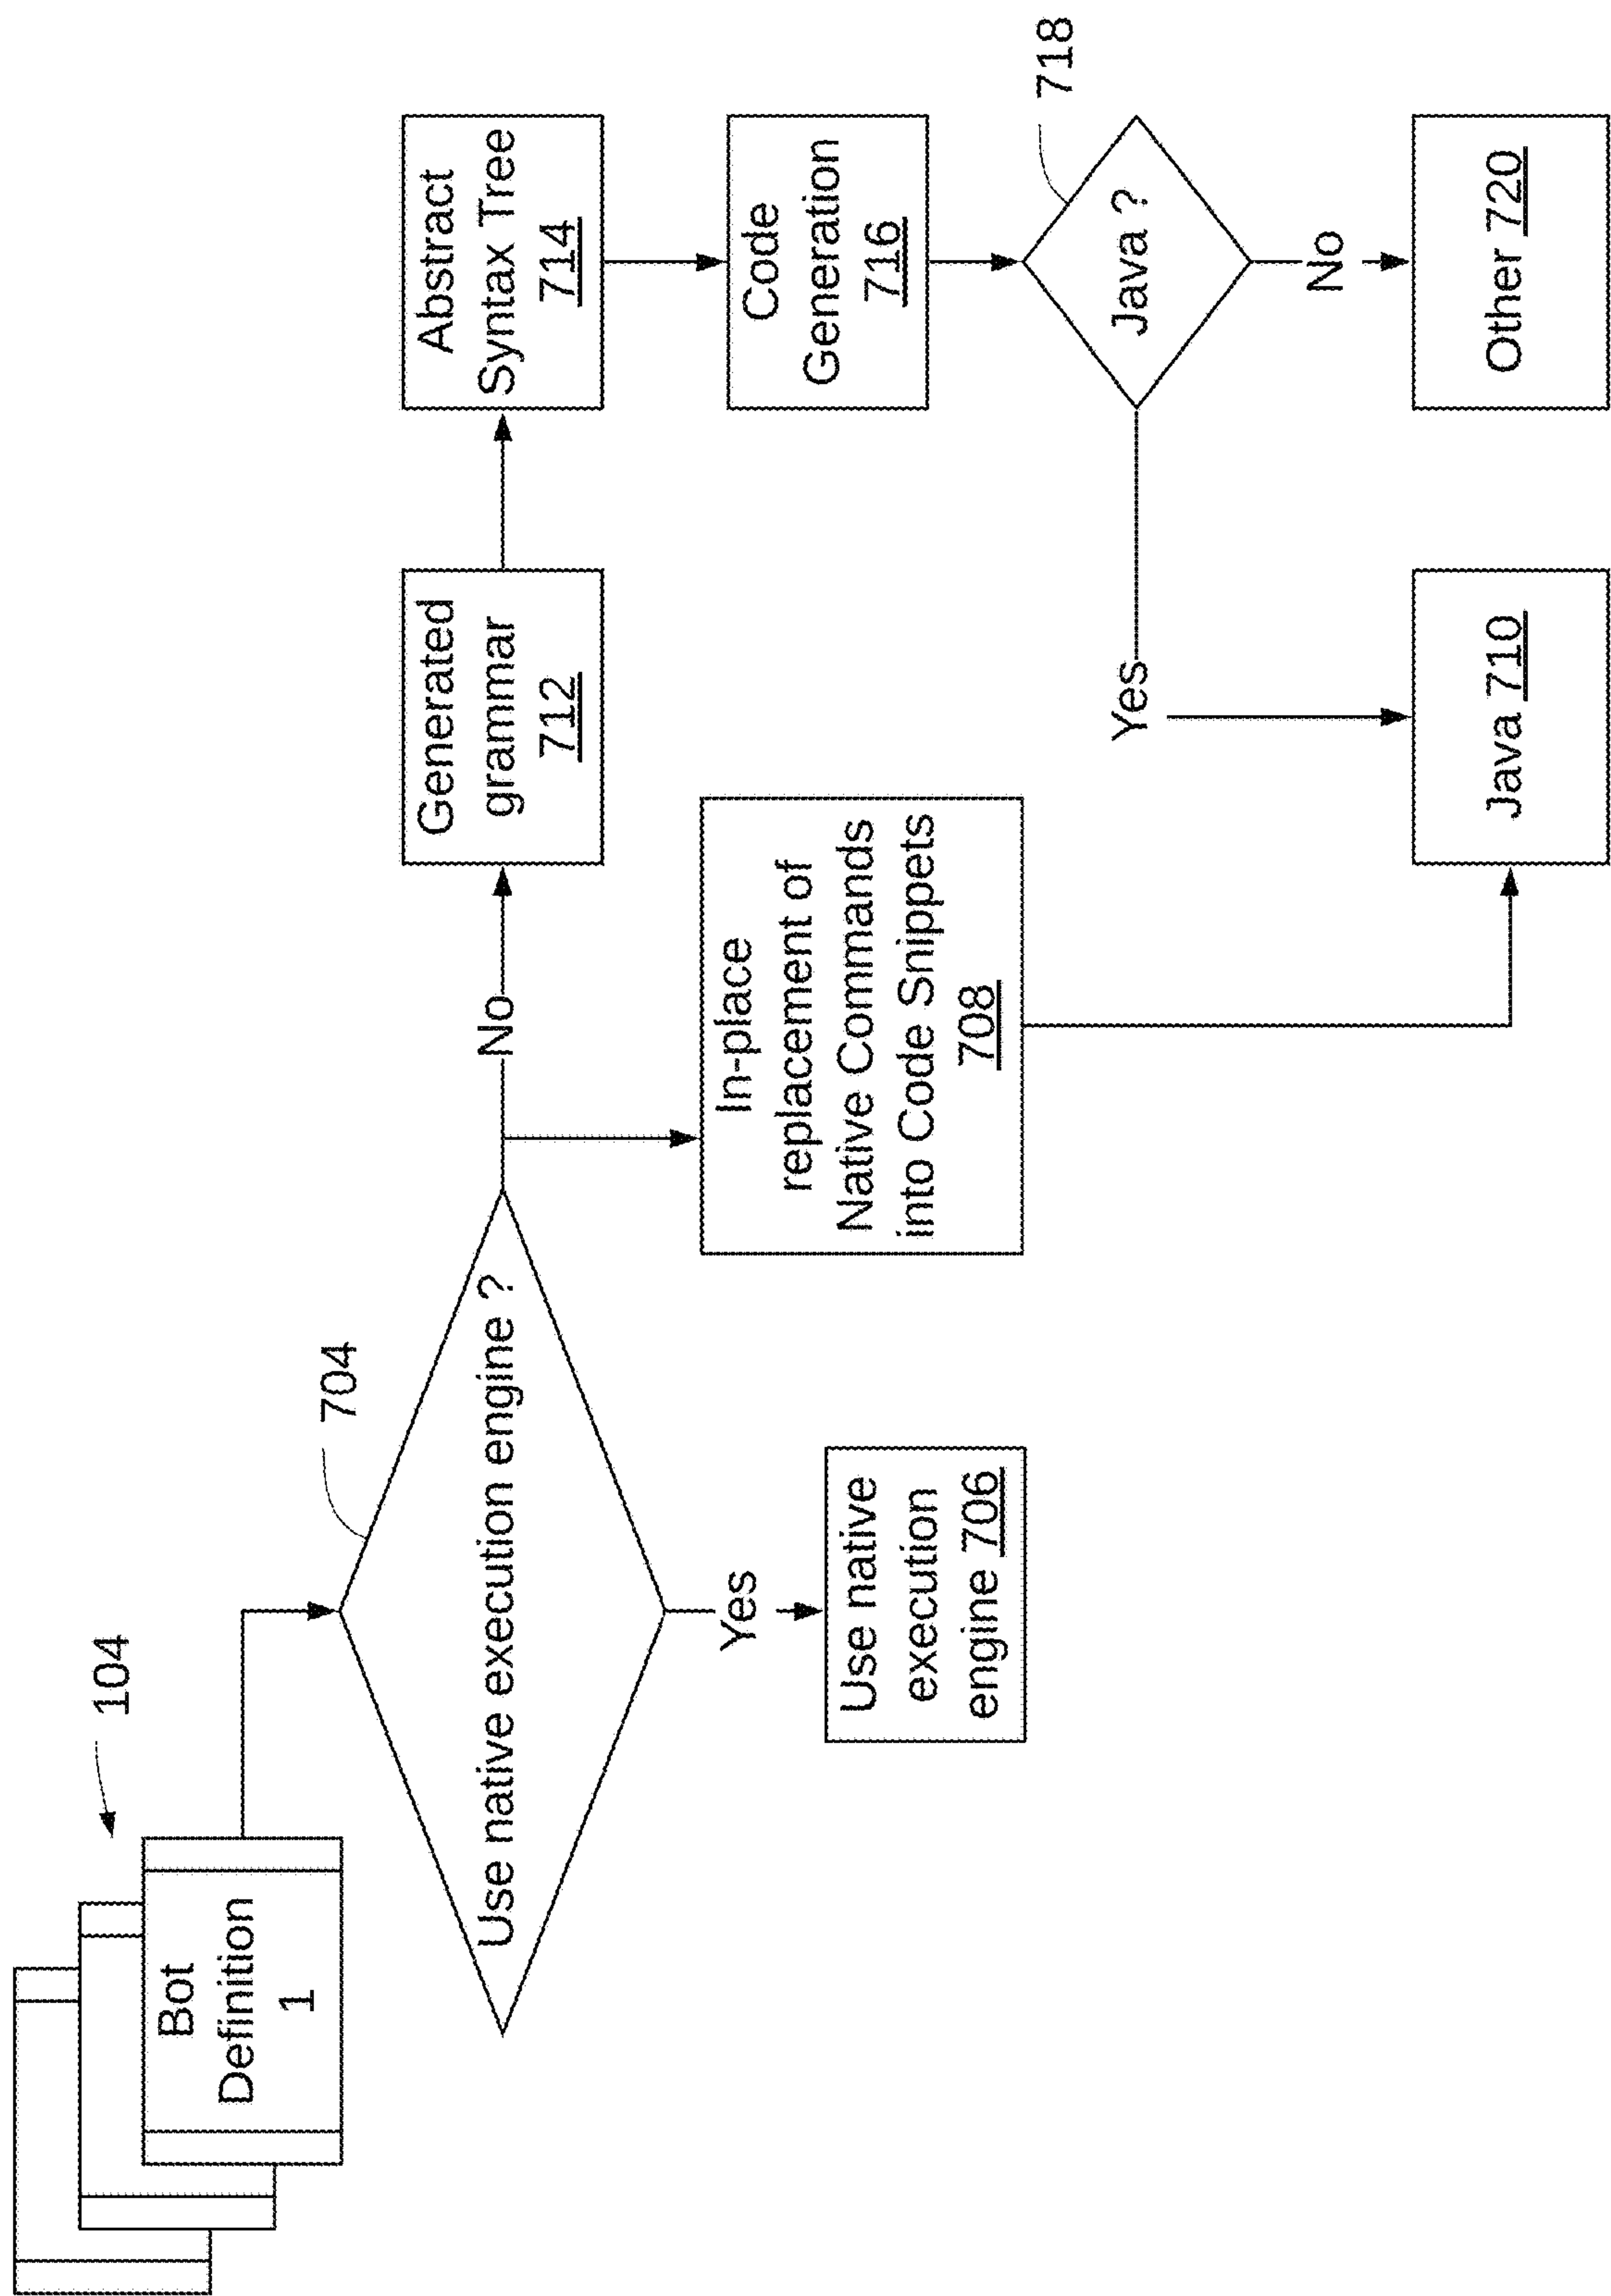 104
Bot
Definition
1
704
Use native execution engine ?
Yes
Use native
execution
engine 706
No
In-place
replacement of
Native Commands
into Code Snippets
708
Generated
grammar
712
Abstract
Syntax Tree
714
Code
Generation
716
718
Java ?
Yes
No
Java 710
Other 720